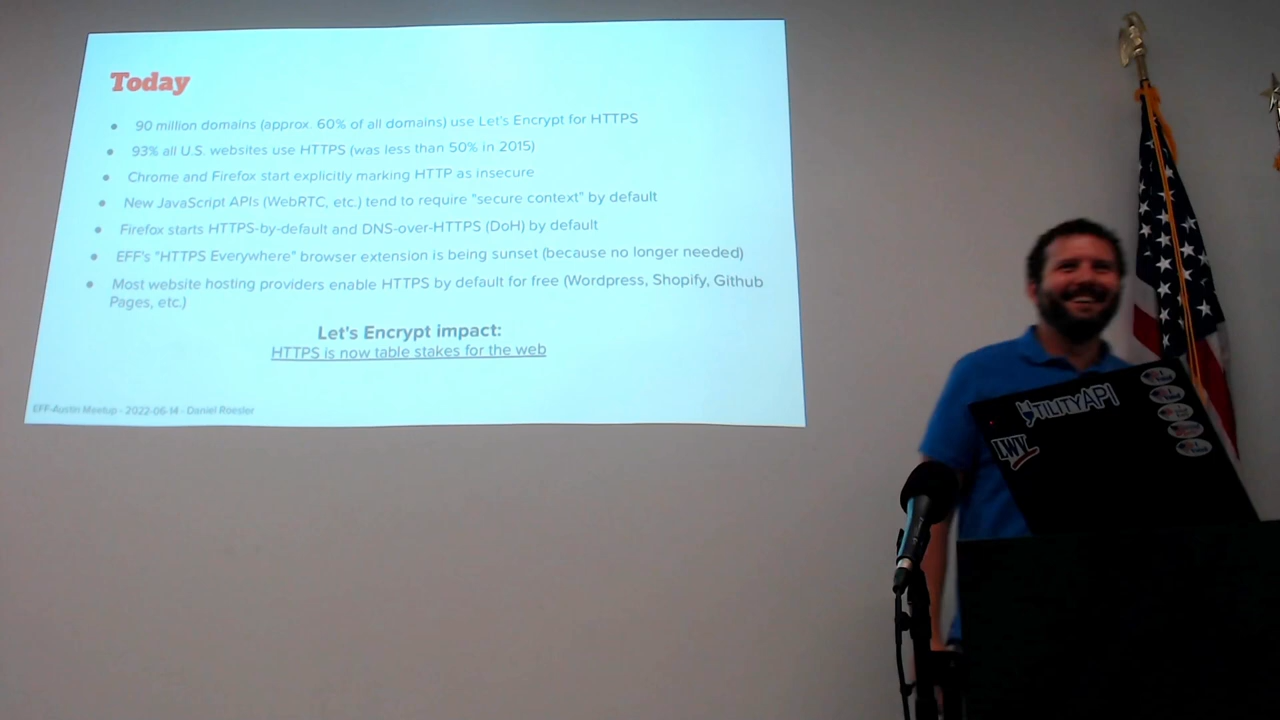 Today
90 million domains (approx. 60% of all domains) use Let's Encrypt for HTTPS
93% all U.S. websites use HTTPS (was less than 50% in 2015)
Chrome and Firefox start explicitly marking HTTP as insecure
New JavaScript APIs (WebRTC, etc.) tend to require "secure context" by default
Firefox starts HTTPS-by-default and DNS-over-HTTPS (DoH) by default
EFF's "HTTPS Everywhere" browser extension is being sunset (because no longer needed)
Most website hosting providers enable HTTPS by default for free (Wordpress, Shopify, Github
Pages, etc.)
Let's Encrypt impact:
HTTPS is now table stakes for the web
EFF-Austin Meetup - 2022-06-14 - Daniel Roesler
UTILITYAPI
LWV